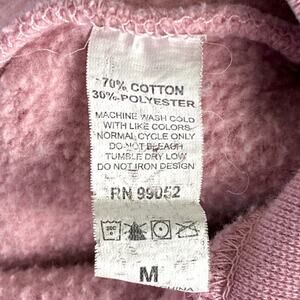 70% COTTON
30% POLYESTER
MACHINE WASH COLD
WITH LIKE COLORS
NORMAL CYCLE ONLY
DO NOT BLEACH
TUMBLE DRY LOW
DO NOT IRON DESIGN
RN 99052
M
CHINA